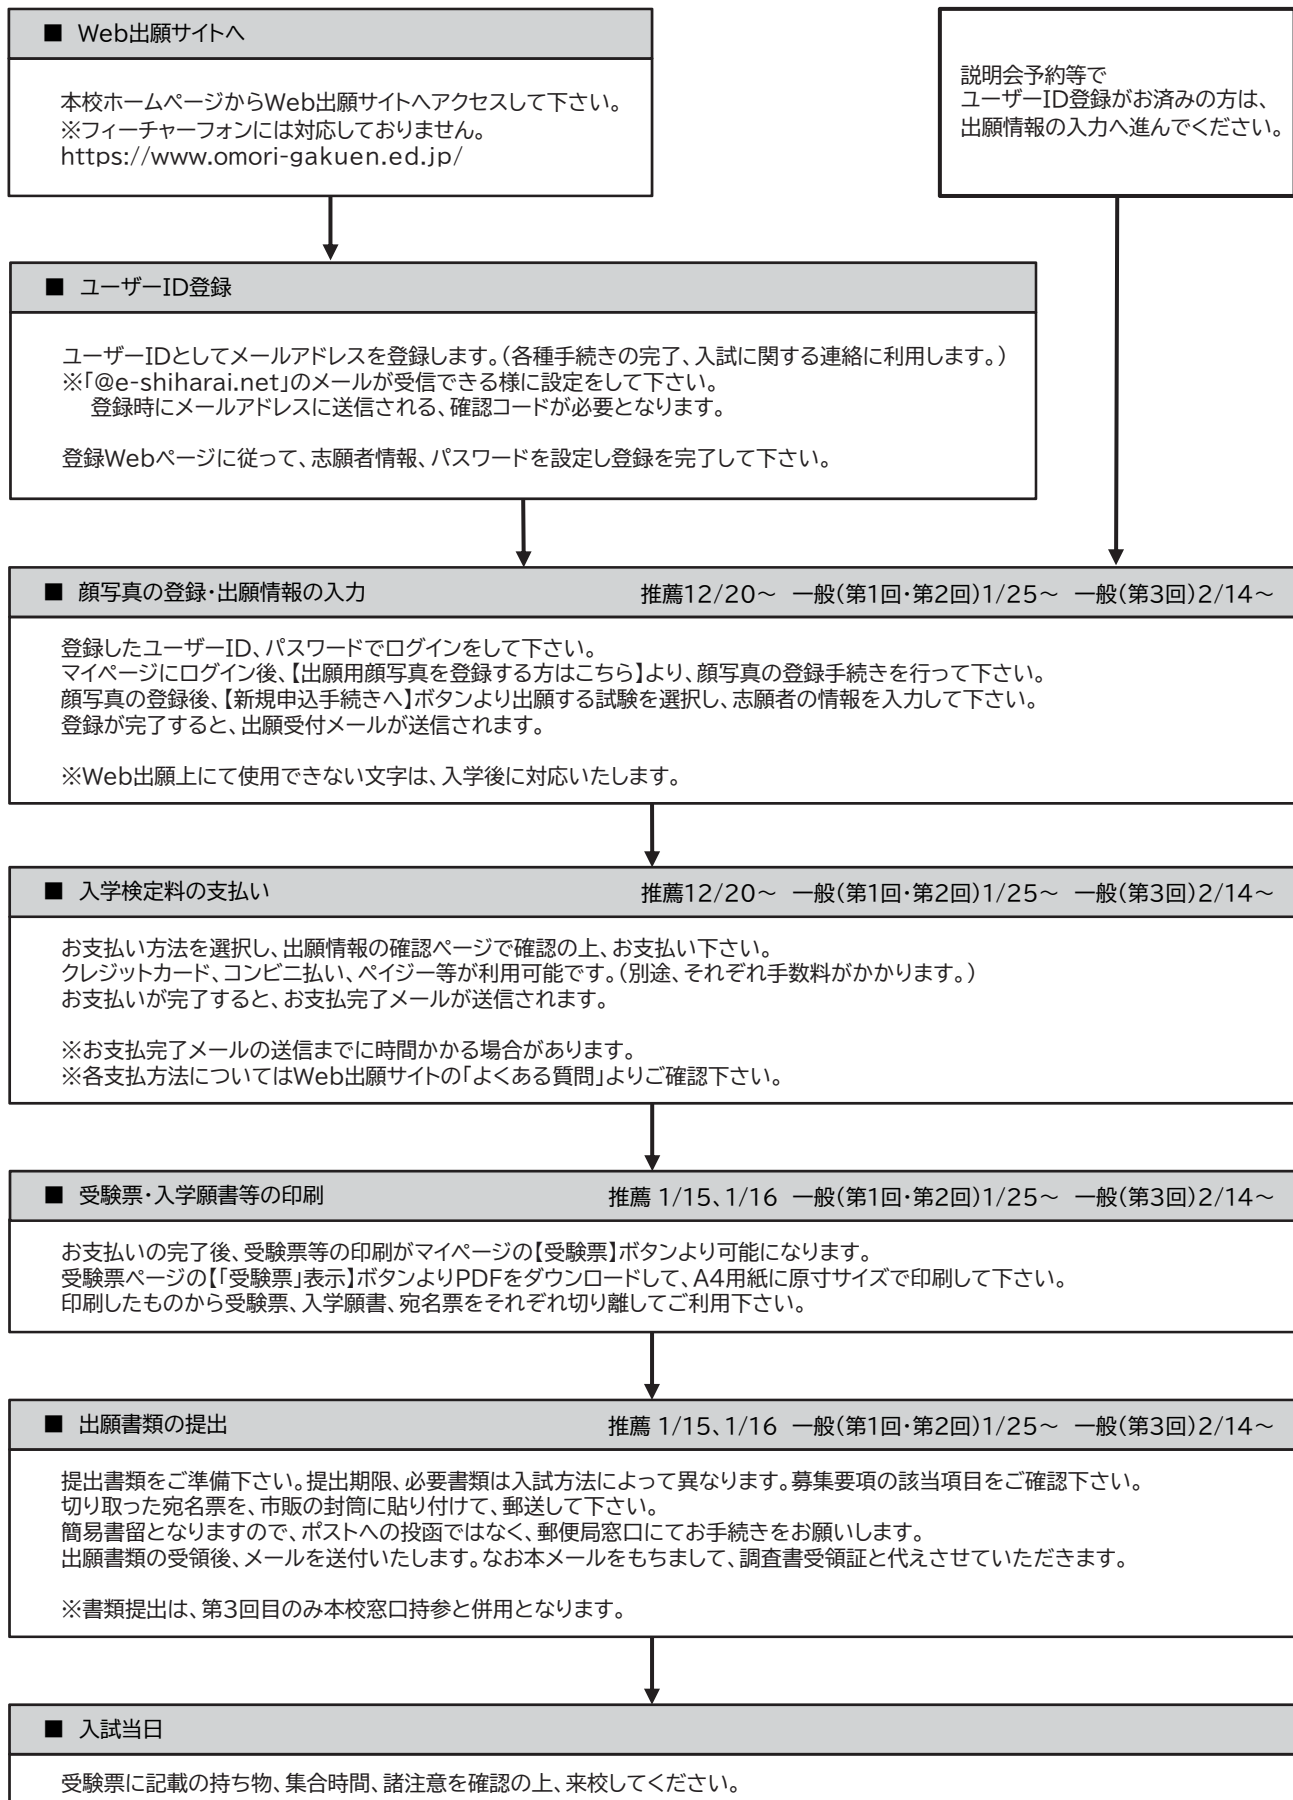 ■ Web出願サイトへ
本校ホームページからWeb出願サイトへアクセスして下さい。
※フィーチャーフォンには対応しておりません。
https://www.omori-gakuen.ed.jp/
説明会予約等で
ユーザーID登録がお済みの方は、
出願情報の入力へ進んでください。
■ ユーザーID登録
ユーザーIDとしてメールアドレスを登録します。(各種手続きの完了、入試に関する連絡に利用します。)
※「@e-shiharai.net」のメールが受信できる様に設定をして下さい。
登録時にメールアドレスに送信される、確認コードが必要となります。
登録Webページに従って、志願者情報、パスワードを設定し登録を完了して下さい。
■ 顔写真の登録・出願情報の入力 推薦12/20～ 一般(第1回・第2回)1/25～ 一般(第3回)2/14～
登録したユーザーID、パスワードでログインをして下さい。
マイページにログイン後、【出願用顔写真を登録する方はこちら】より、顔写真の登録手続きを行って下さい。
顔写真の登録後、【新規申込手続きへ】ボタンより出願する試験を選択し、志願者の情報を入力して下さい。
登録が完了すると、出願受付メールが送信されます。
※Web出願上にて使用できない文字は、入学後に対応いたします。
■ 入学検定料の支払い 推薦12/20～ 一般(第1回・第2回)1/25～ 一般(第3回)2/14～
お支払い方法を選択し、出願情報の確認ページで確認の上、お支払い下さい。
クレジットカード、コンビニ払い、ペイジー等が利用可能です。(別途、それぞれ手数料がかかります。)
お支払いが完了すると、お支払完了メールが送信されます。
※お支払完了メールの送信までに時間かかる場合があります。
※各支払方法についてはWeb出願サイトの「よくある質問」よりご確認下さい。
■ 受験票・入学願書等の印刷 推薦 1/15、1/16 一般(第1回・第2回)1/25～ 一般(第3回)2/14～
お支払いの完了後、受験票等の印刷がマイページの【受験票】ボタンより可能になります。
受験票ページの【「受験票」表示】ボタンよりPDFをダウンロードして、A4用紙に原寸サイズで印刷して下さい。
印刷したものから受験票、入学願書、宛名票をそれぞれ切り離してご利用下さい。
■ 出願書類の提出 推薦 1/15、1/16 一般(第1回・第2回)1/25～ 一般(第3回)2/14～
提出書類をご準備下さい。提出期限、必要書類は入試方法によって異なります。募集要項の該当項目をご確認下さい。
切り取った宛名票を、市販の封筒に貼り付けて、郵送して下さい。
簡易書留となりますので、ポストへの投函ではなく、郵便局窓口にてお手続きをお願いします。
出願書類の受領後、メールを送付いたします。なお本メールをもちまして、調査書受領証と代えさせていただきます。
※書類提出は、第3回目のみ本校窓口持参と併用となります。
■ 入試当日
受験票に記載の持ち物、集合時間、諸注意を確認の上、来校してください。